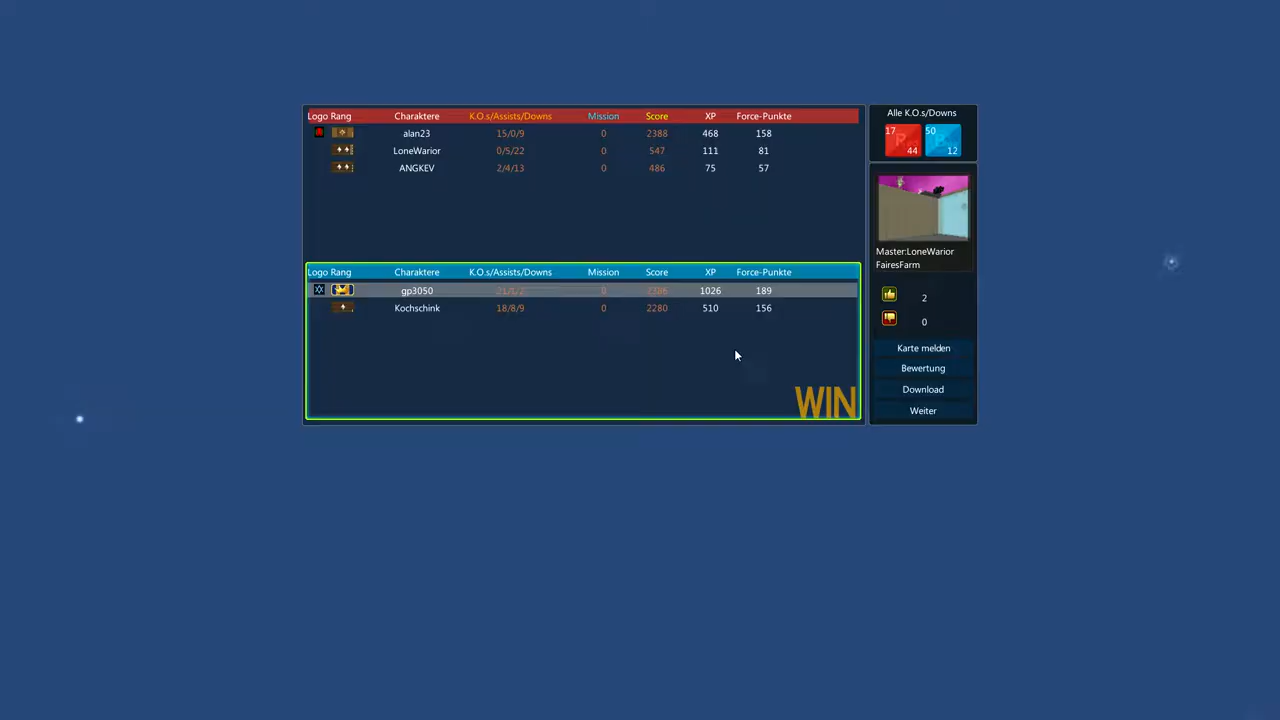 Logo Rang Charaktere K.O.s/Assists/Downs Mission Score XP Force-Punkte
alan23 15/0/9 0 2388 468 158
LoneWarior 0/5/22 0 547 111 81
ANGKEV 2/4/13 0 486 75 57
Logo Rang Charaktere K.O.s/Assists/Downs Mission Score XP Force-Punkte
gp3050 0 1026 189
Kochschink 18/8/9 0 2280 510 156
WIN
Alle K.O.s/Downs
17 44 50 12
Master:LoneWarior
FairesFarm
2
0
Karte melden
Bewertung
Download
Weiter